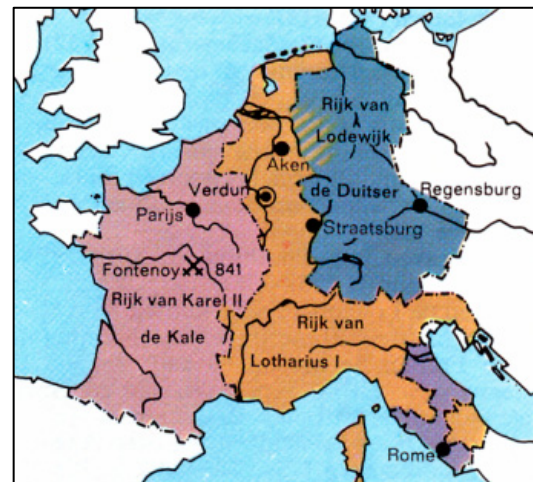 Rijk van
Lodewijk
de Duitser
Aken
Verdun
Regensburg
Parijs
Straatsburg
Fontenoy 841
Rijk van Karel II
de Kale
Rijk van
Lotharius I
Rome